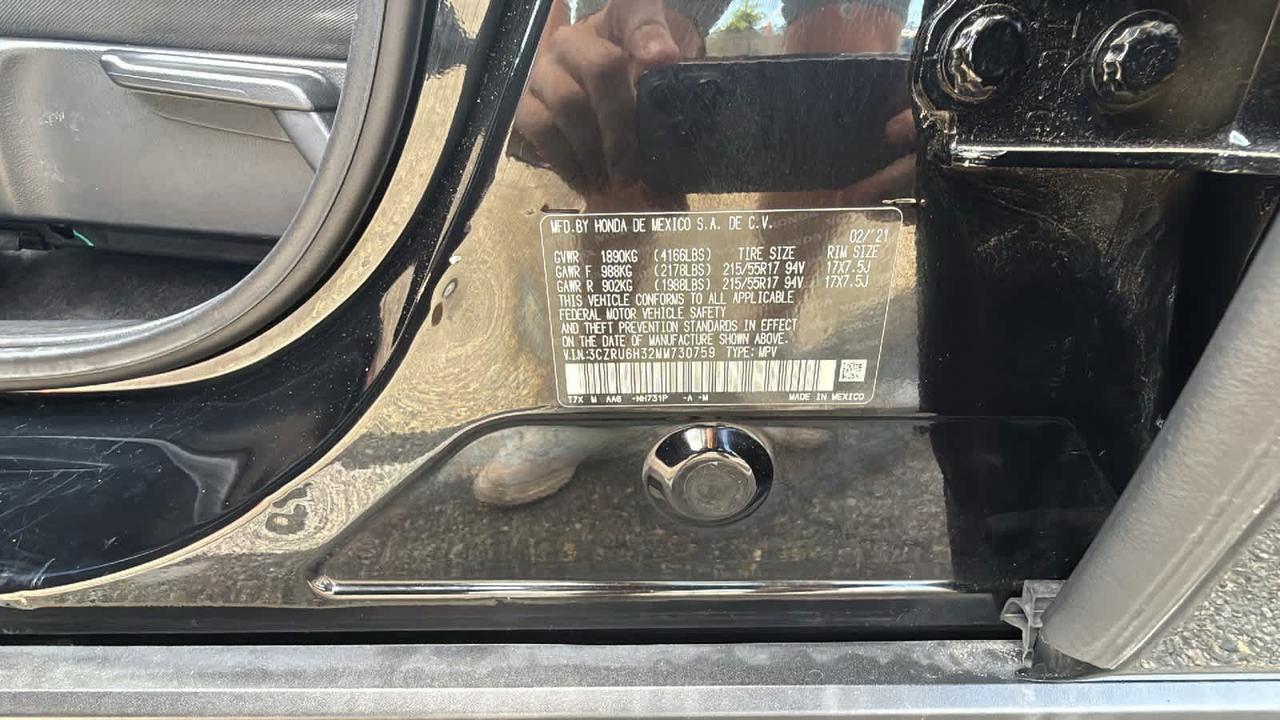 MFD.BY HONDA DE MEXICO S.A. DE C.V.
02/'21
GVWR 1890KG (4166LBS) TIRE SIZE RIM SIZE
GAWR F 988KG (2178LBS) 215/55R17 94V 17X7.5J
GAWR R 902KG (1988LBS) 215/55R17 94V 17X7.5J
THIS VEHICLE CONFORMS TO ALL APPLICABLE
FEDERAL MOTOR VEHICLE SAFETY
AND THEFT PREVENTION STANDARDS IN EFFECT
ON THE DATE OF MANUFACTURE SHOWN ABOVE.
V.I.N:3CZRU6H32MM730759 TYPE: MPV
T7X M AA6 -NH731P -A -M MADE IN MEXICO